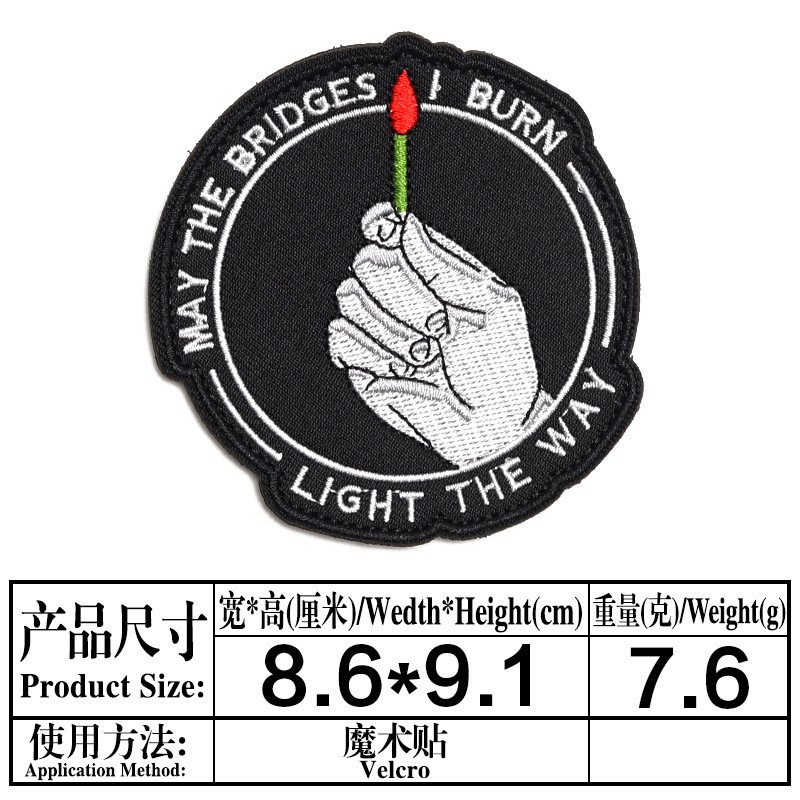 MAY THE BRIDGES I BURN
LIGHT THE WAY
产品尺寸
Product Size:
宽*高(厘米)/Wedth*Height(cm)
重量(克)/Weight(g)
8.6*9.1
7.6
使用方法:
Application Method:
魔术贴
Velcro